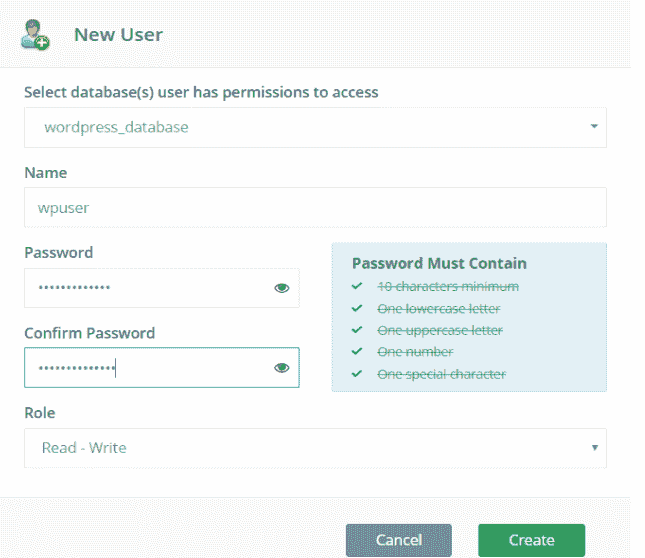 New User
Select database(s) user has permissions to access
wordpress_database
Name
wpuser
Password
•••••••••••••
Password Must Contain
10 characters minimum
One lowercase letter
One uppercase letter
One number
One special character
Confirm Password
••••••••••••••
Role
Read - Write
Cancel
Create